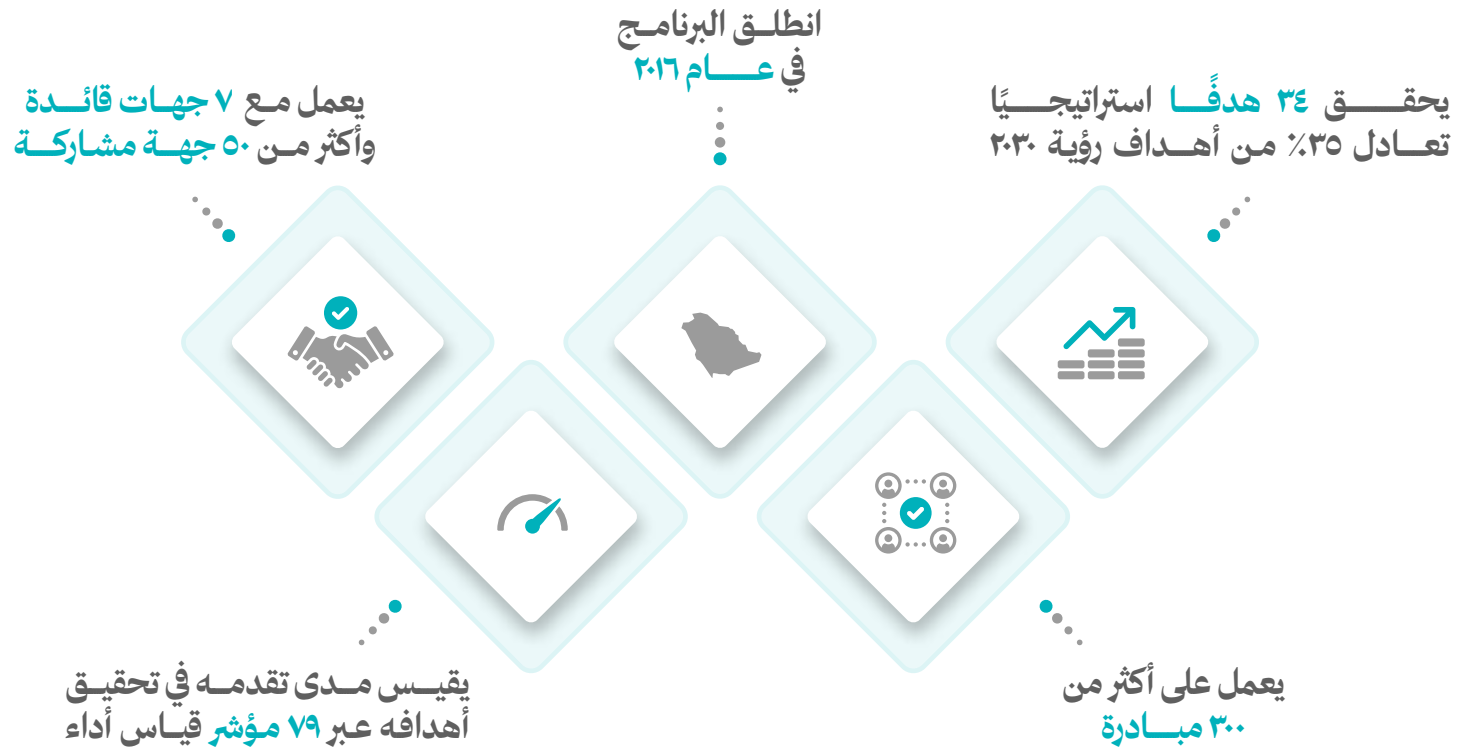 انطلق البرنامج
في عام ٢٠١٦
يحقق ٣٤ هدفًا استراتيجيًا
تعادل ٣٥٪ من أهداف رؤية ٢٠٣٠
يعمل مع ٧ جهات قائدة
وأكثر من ٥٠ جهة مشاركة
يعمل على أكثر من
٣٠٠ مبادرة
يقيس مدى تقدمه في تحقيق
أهدافه عبر ٧٩ مؤشر قياس أداء